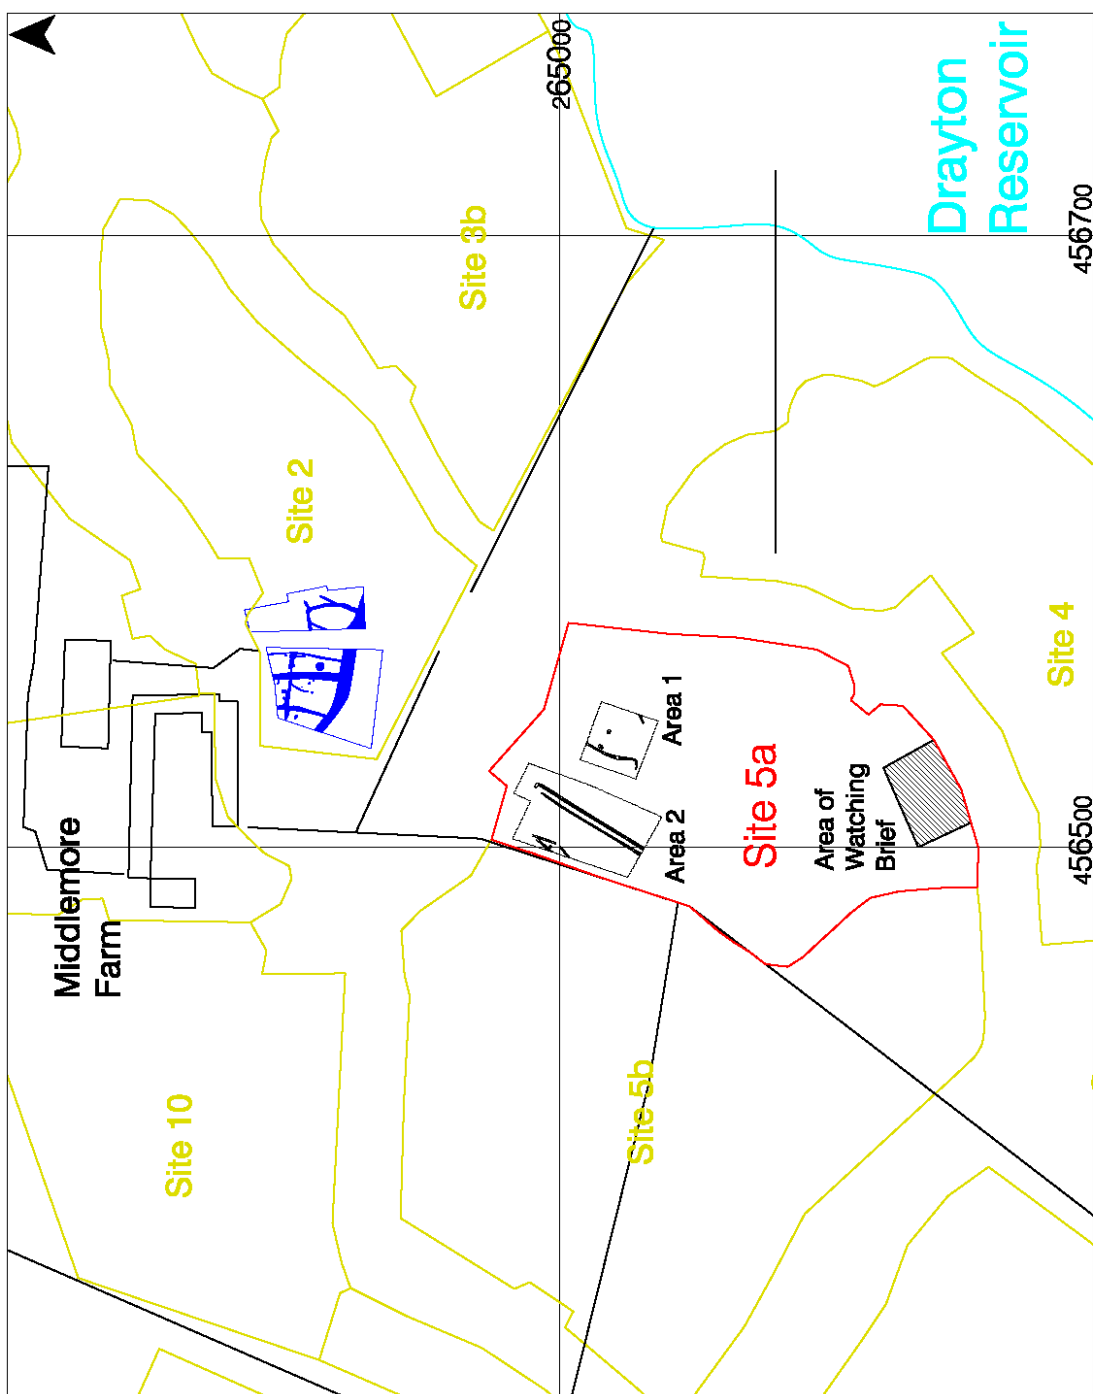 Middlemore
Farm
Site 10
Site 2
Site 3b
265000
Drayton
Reservoir
Site 5b
Area 2
Area 1
Site 5a
Area of
Watching
Brief
Site 4
456500
456700